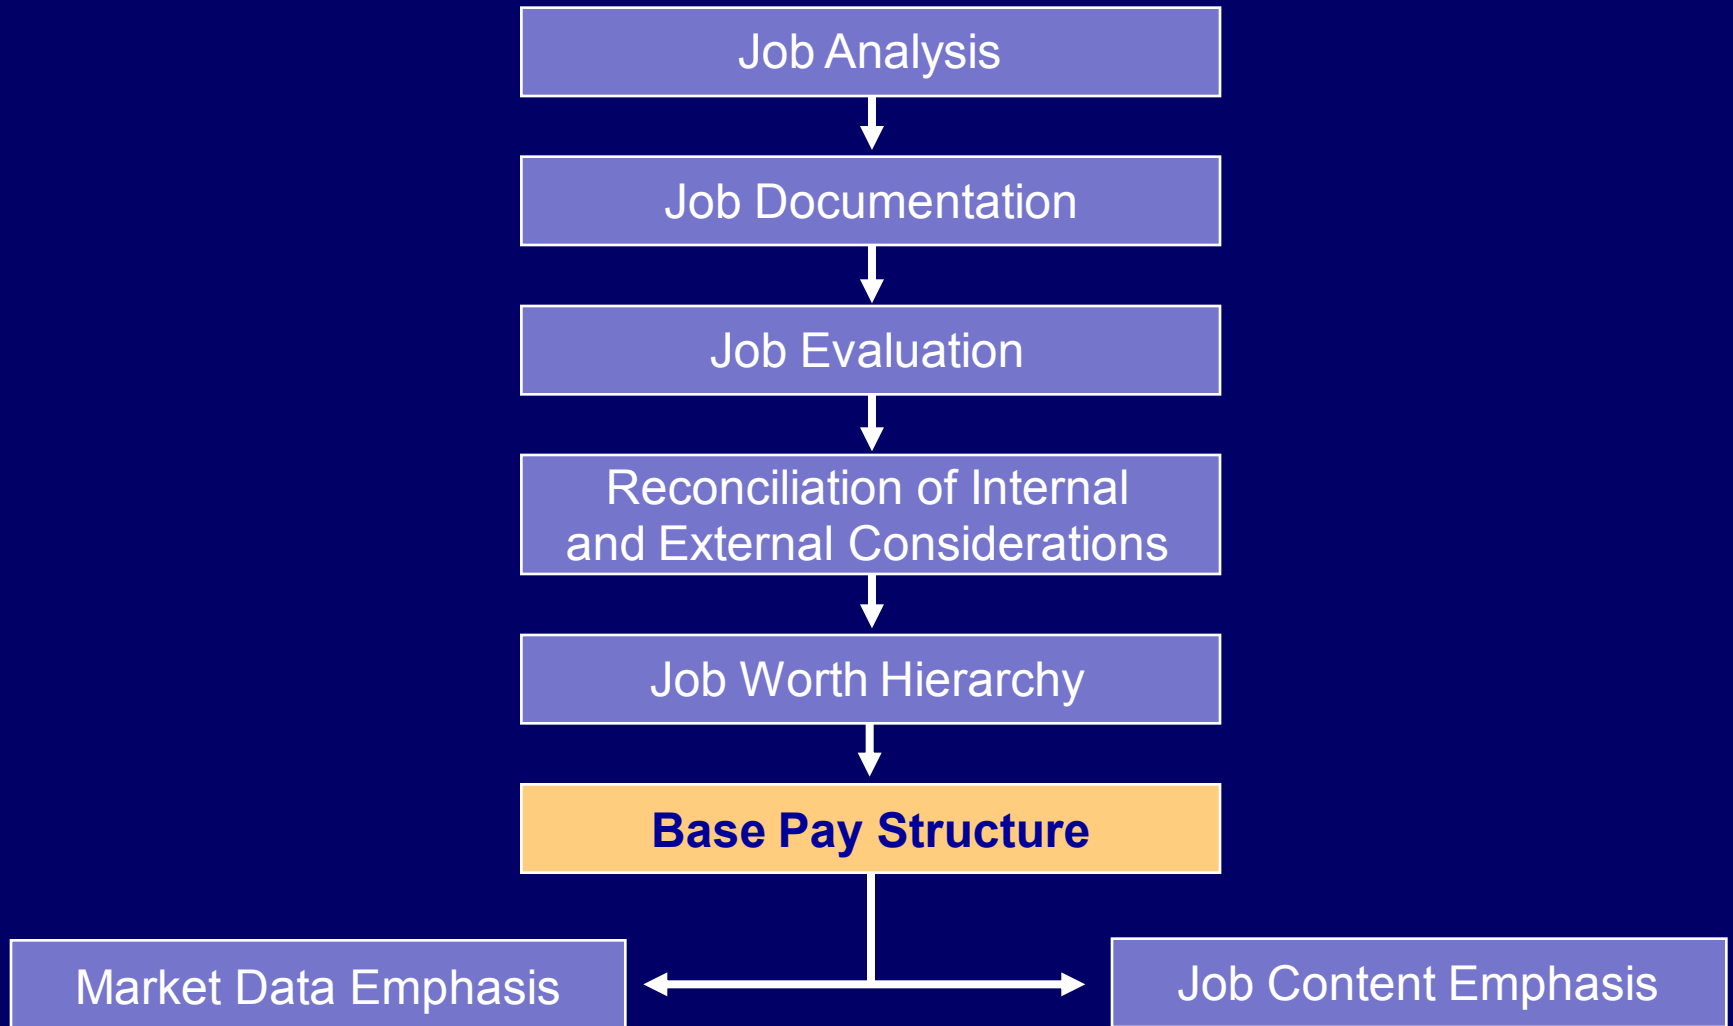 Job Analysis
Job Documentation
Job Evaluation
Reconciliation of Internal
and External Considerations
Job Worth Hierarchy
Base Pay Structure
Market Data Emphasis
Job Content Emphasis